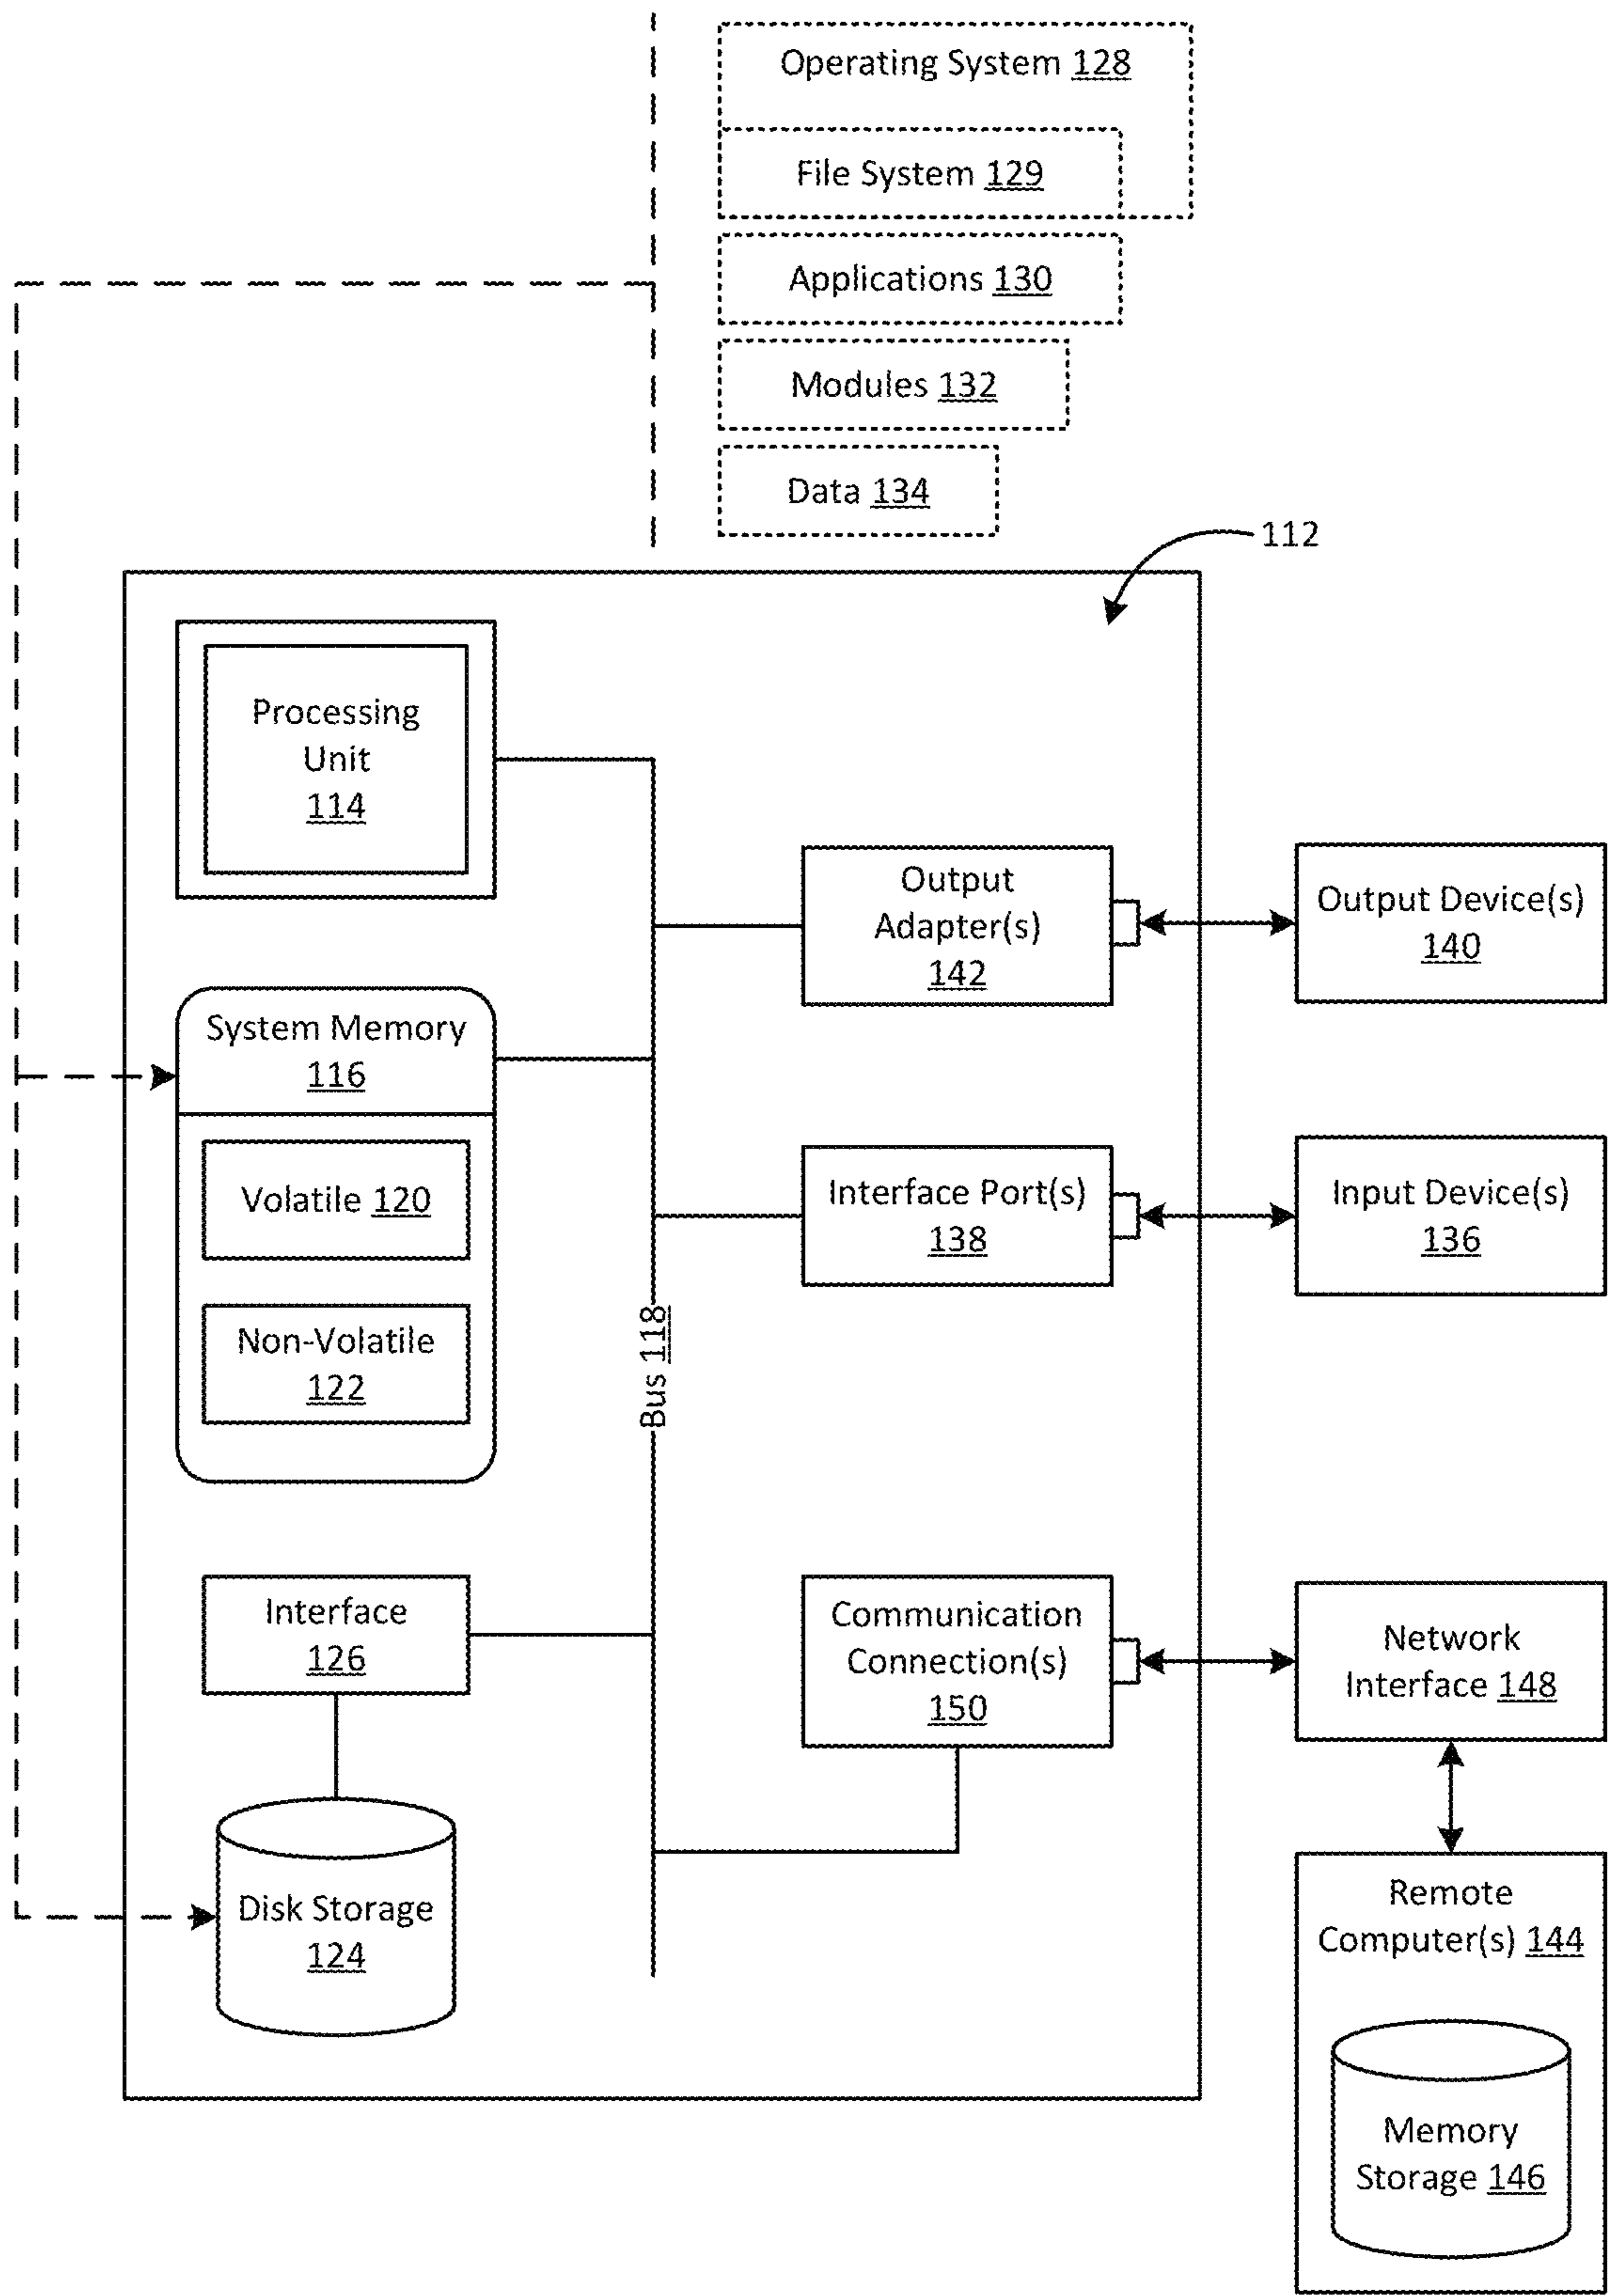 Operating System 128
File System 129
Applications 130
Modules 132
Data 134
112
Processing
Unit
114
Output
Adapter(s)
142
Output Device(s)
140
System Memory
116
Volatile 120
Non-Volatile
122
Interface Port(s)
138
Input Device(s)
136
Bus 118
Interface
126
Communication
Connection(s)
150
Network
Interface 148
Disk Storage
124
Remote
Computer(s) 144
Memory
Storage 146